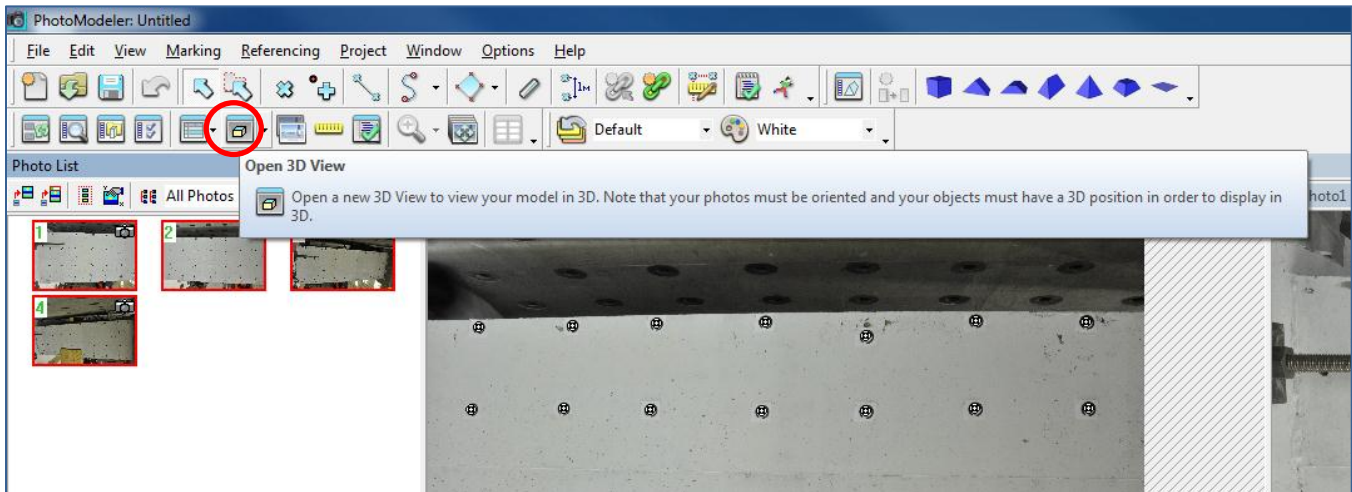 PhotoModeler: Untitled
File Edit View Marking Referencing Project Window Options Help
1M
Default White
Photo List
Open 3D View
All Photos
Open a new 3D View to view your model in 3D. Note that your photos must be oriented and your objects must have a 3D position in order to display in
3D.
hoto1
1 2
4